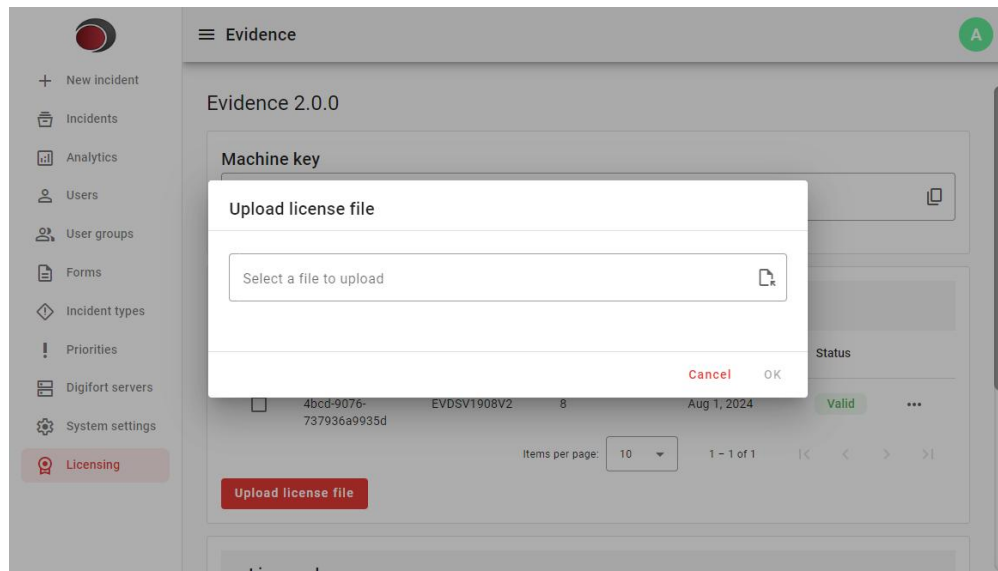 Evidence
A
New incident
Incidents
Analytics
Users
User groups
Forms
Incident types
Priorities
Digifort servers
System settings
Licensing
Evidence 2.0.0
Machine key
Upload license file
Select a file to upload
Cancel OK
Status
4bcd-9076-
737936a9935d
EVDSV1908V2
8
Aug 1, 2024
Valid
Items per page: 10
1 – 1 of 1
Upload license file